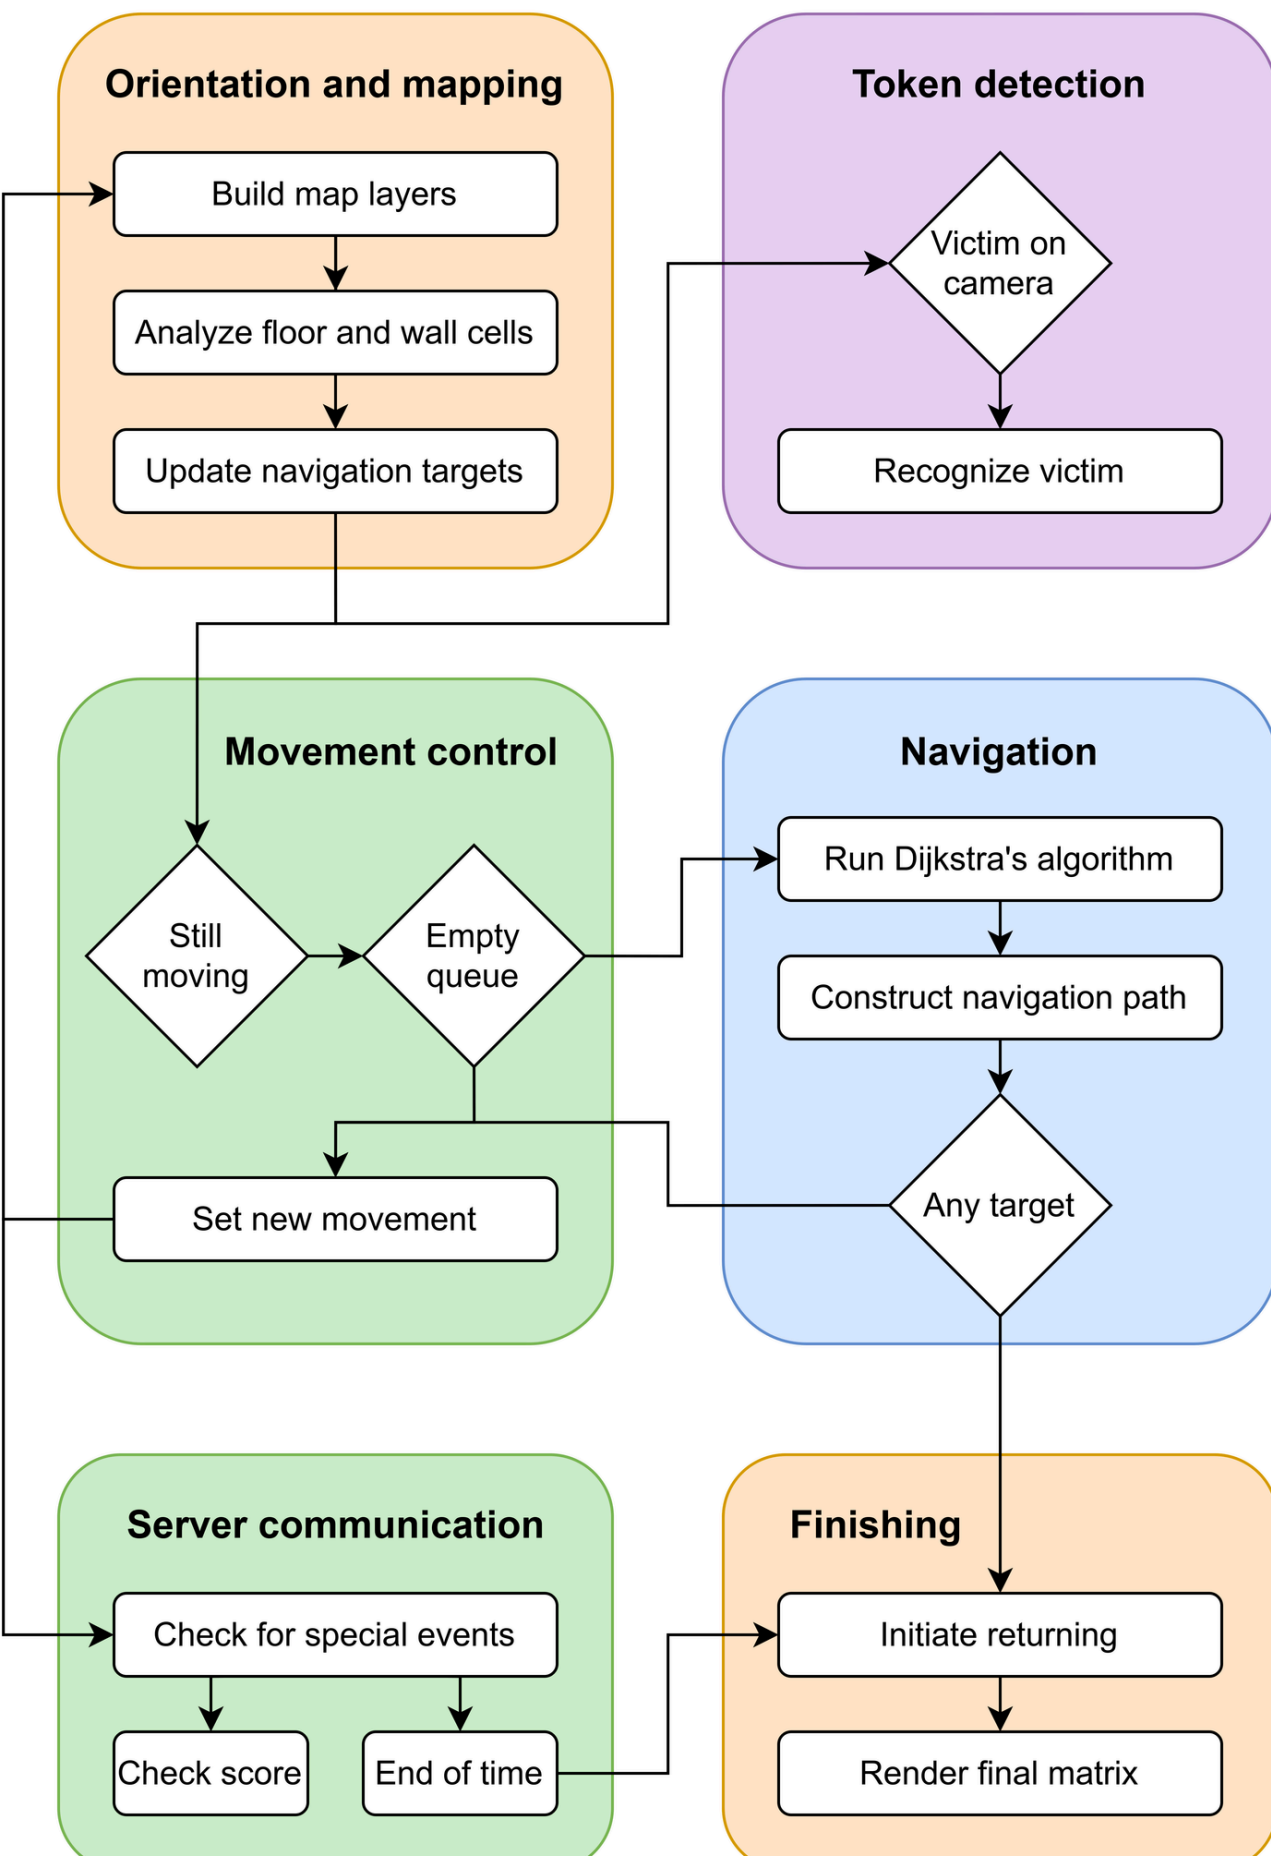 Orientation and mapping
Build map layers
Analyze floor and wall cells
Update navigation targets
Token detection
Victim on
camera
Recognize victim
Movement control
Still
moving
Empty
queue
Set new movement
Navigation
Run Dijkstra's algorithm
Construct navigation path
Any target
Server communication
Check for special events
Check score
End of time
Finishing
Initiate returning
Render final matrix